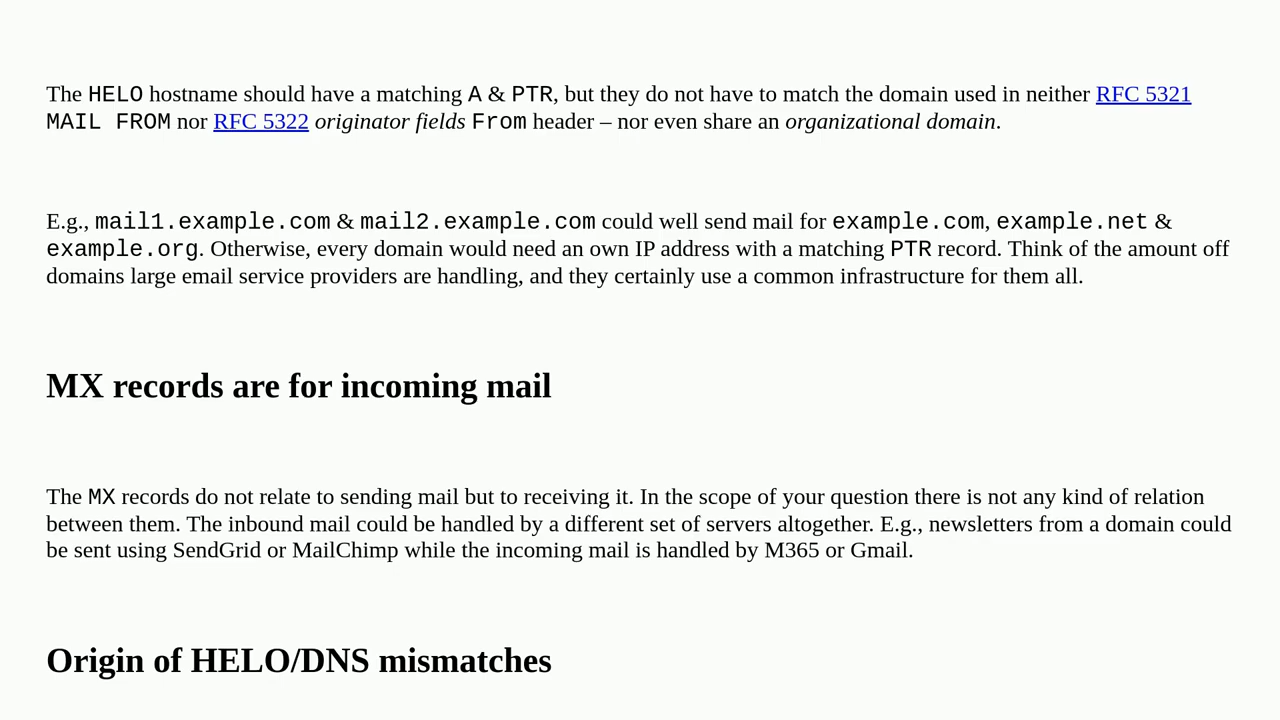 The HELO hostname should have a matching A & PTR, but they do not have to match the domain used in neither RFC 5321
MAIL FROM nor RFC 5322 originator fields From header – nor even share an organizational domain.
E.g., mail1.example.com & mail2.example.com could well send mail for example.com, example.net &
example.org. Otherwise, every domain would need an own IP address with a matching PTR record. Think of the amount off
domains large email service providers are handling, and they certainly use a common infrastructure for them all.
MX records are for incoming mail
The MX records do not relate to sending mail but to receiving it. In the scope of your question there is not any kind of relation
between them. The inbound mail could be handled by a different set of servers altogether. E.g., newsletters from a domain could
be sent using SendGrid or MailChimp while the incoming mail is handled by M365 or Gmail.
Origin of HELO/DNS mismatches